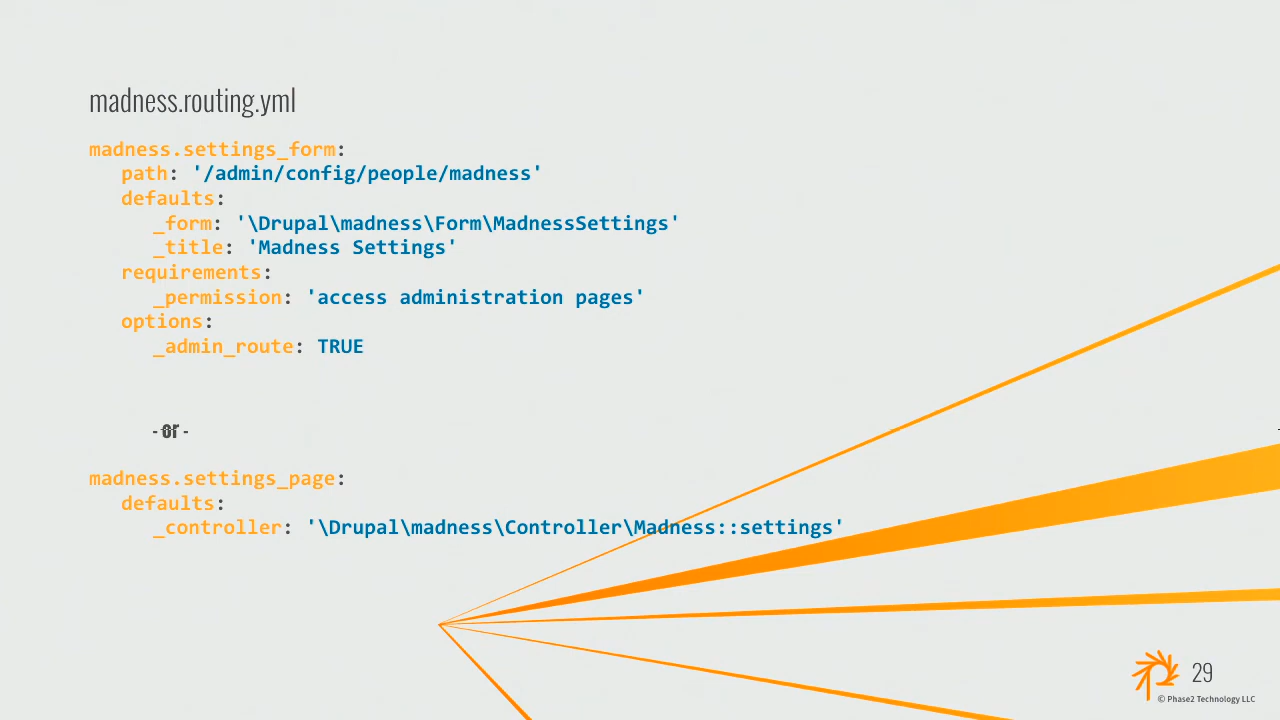 madness.routing.yml
madness.settings_form:
path: '/admin/config/people/madness'
defaults:
_form: '\Drupal\madness\Form\MadnessSettings'
_title: 'Madness Settings'
requirements:
_permission: 'access administration pages'
options:
_admin_route: TRUE
- or -
madness.settings_page:
defaults:
_controller: '\Drupal\madness\Controller\Madness::settings'
29
© Phase2 Technology LLC